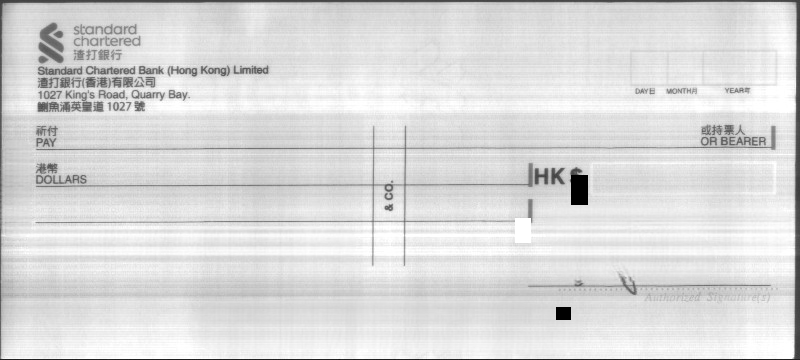 standard
chartered
渣打銀行
Standard Chartered Bank (Hong Kong) Limited
渣打銀行(香港)有限公司
1027 King's Road, Quarry Bay.
鰂魚涌英皇道 1027 號
DAY日 MONTH月 YEAR年
祈付 或持票人
PAY OR BEARER
港幣
DOLLARS
HK $
& CO.
Authorized Signature(s)